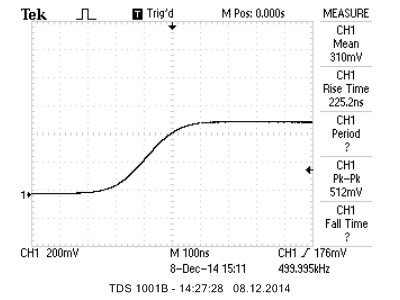 Tek T Trig'd M Pos: 0.000s MEASURE
CH1
Mean
310mV
CH1
Rise Time
225.2ns
CH1
Period
?
CH1
Pk-Pk
512mV
CH1
Fall Time
?
1
CH1 200mV M 100ns CH1 / 176mV
8-Dec-14 15:11 499.995kHz
TDS 1001B - 14:27:28 08.12.2014